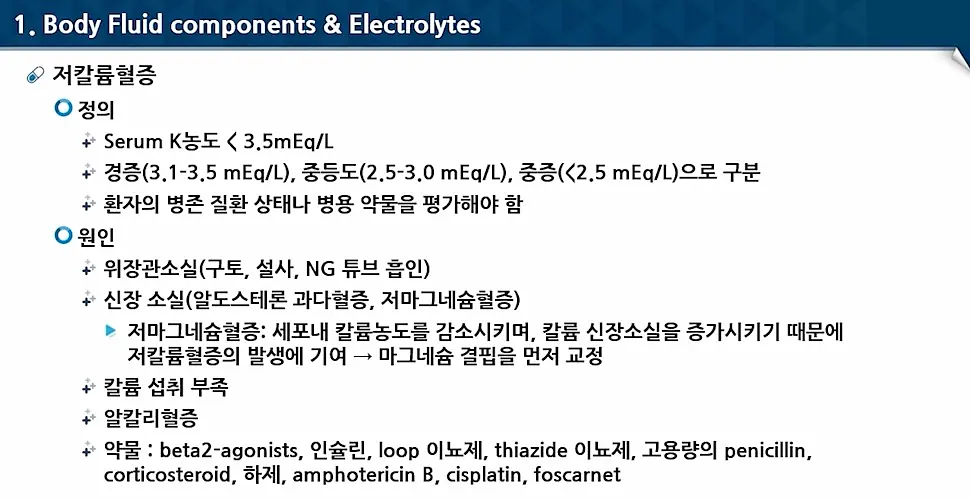 1. Body Fluid components & Electrolytes
저칼륨혈증
정의
Serum K농도 < 3.5mEq/L
경증(3.1-3.5 mEq/L), 중등도(2.5-3.0 mEq/L), 중증(<2.5 mEq/L)으로 구분
환자의 병존 질환 상태나 병용 약물을 평가해야 함
원인
위장관소실(구토, 설사, NG 튜브 흡인)
신장 소실(알도스테론 과다혈증, 저마그네슘혈증)
저마그네슘혈증: 세포내 칼륨농도를 감소시키며, 칼륨 신장소실을 증가시키기 때문에
저칼륨혈증의 발생에 기여 → 마그네슘 결핍을 먼저 교정
칼륨 섭취 부족
알칼리혈증
약물 : beta2-agonists, 인슐린, loop 이뇨제, thiazide 이뇨제, 고용량의 penicillin,
corticosteroid, 하제, amphotericin B, cisplatin, foscarnet